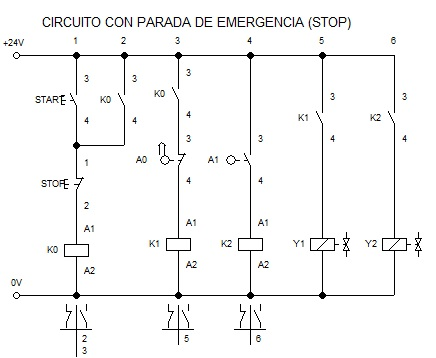 CIRCUITO CON PARADA DE EMERGENCIA (STOP)
+24V 1 2 3 4 5 6
3 3 3 3 3
START K0 K0 K1 K2
4 4 4 4 4
3 3
A0 A1
4 4
1
STOP
2
A1 A1 A1
K0 K1 K2 Y1 Y2
A2 A2 A2
0V
2 5 6
3